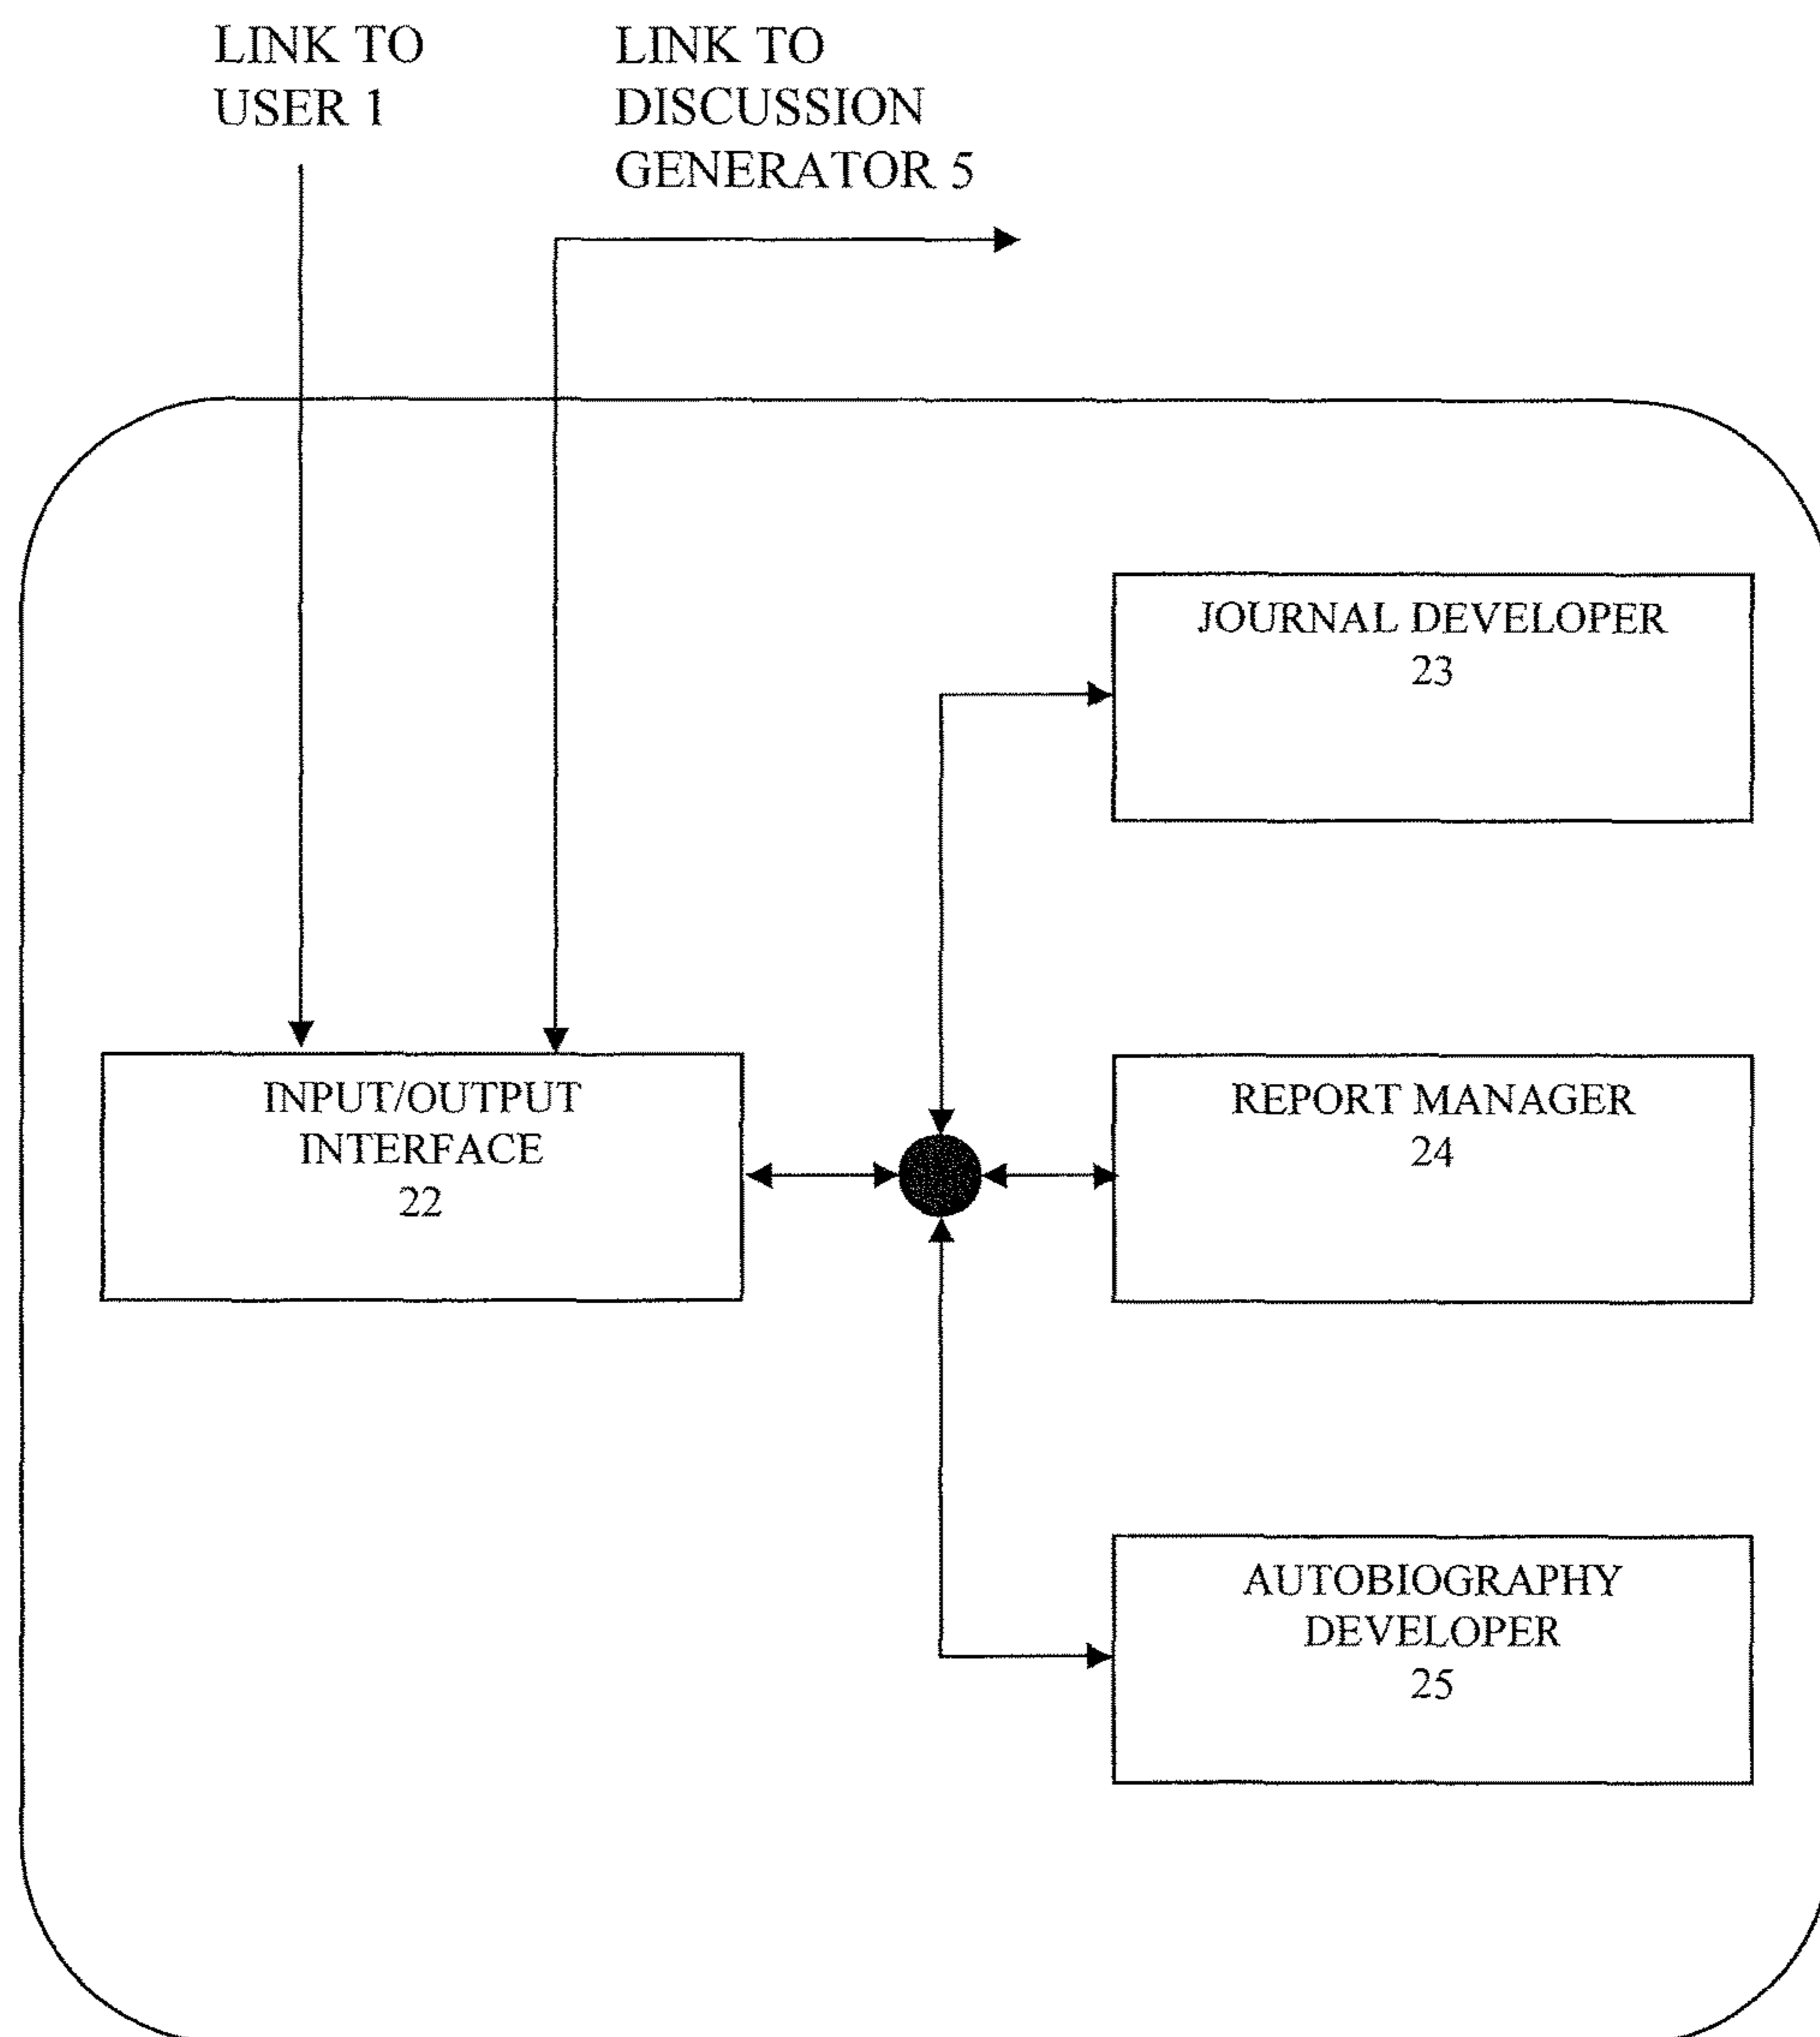 LINK TO
USER 1
LINK TO
DISCUSSION
GENERATOR 5
JOURNAL DEVELOPER
23
INPUT/OUTPUT
INTERFACE
22
REPORT MANAGER
24
AUTOBIOGRAPHY
DEVELOPER
25